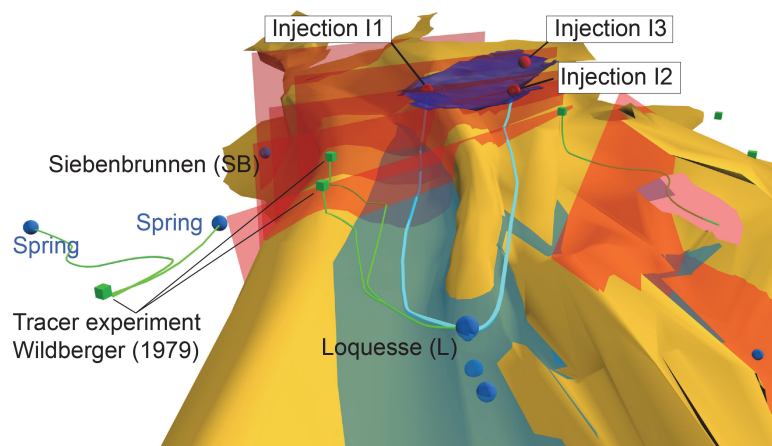 Injection I1
Injection I3
Injection I2
Siebenbrunnen (SB)
Spring
Spring
Tracer experiment
Wildberger (1979)
Loquesse (L)